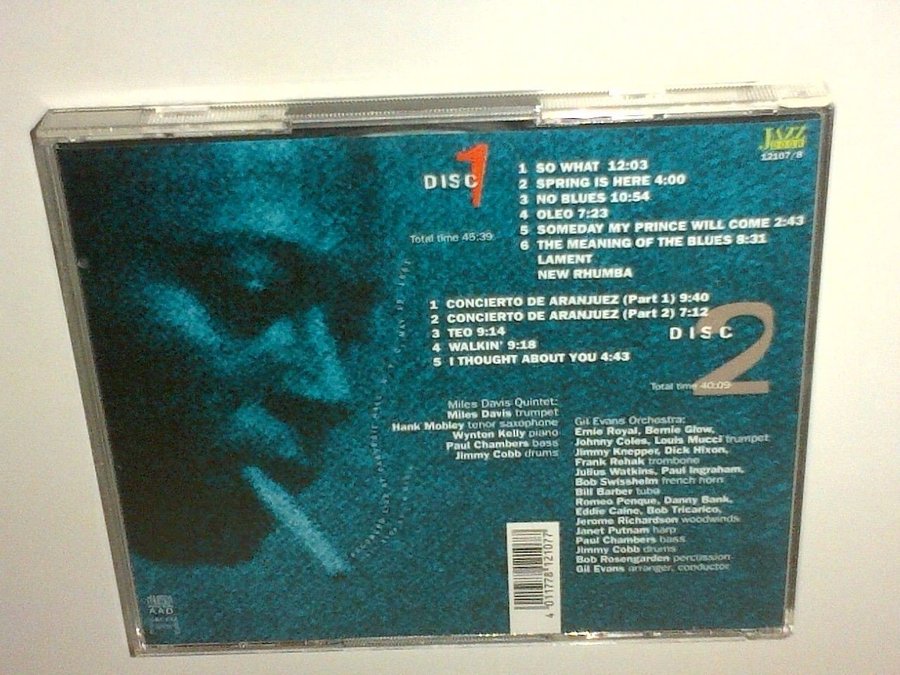 JAZZ
DOOR
12107/8
DISC 1
1 SO WHAT 12:03
2 SPRING IS HERE 4:00
3 NO BLUES 10:54
4 OLEO 7:23
5 SOMEDAY MY PRINCE WILL COME 2:43
6 THE MEANING OF THE BLUES 8:31
LAMENT
NEW RHUMBA
Total time 45:39
1 CONCIERTO DE ARANJUEZ (Part 1) 9:40
2 CONCIERTO DE ARANJUEZ (Part 2) 7:12
3 TEO 9:14
4 WALKIN' 9:18
5 I THOUGHT ABOUT YOU 4:43
DISC 2
Total time 40:09
Miles Davis Quintet:
Miles Davis trumpet
Hank Mobley tenor saxophone
Wynton Kelly piano
Paul Chambers bass
Jimmy Cobb drums
Gil Evans Orchestra:
Ernie Royal, Bernie Glow,
Johnny Coles, Louis Mucci trumpet
Jimmy Knepper, Dick Hixon,
Frank Rehak trombone
Julius Watkins, Paul Ingraham,
Bob Swissheim french horn
Bill Barber tuba
Romeo Penque, Danny Bank,
Eddie Caine, Bob Tricarico,
Jerome Richardson woodwinds
Janet Putnam harp
Paul Chambers bass
Jimmy Cobb drums
Bob Rosengarden percussion
Gil Evans arranger, conductor
4 011778 121077
AAD